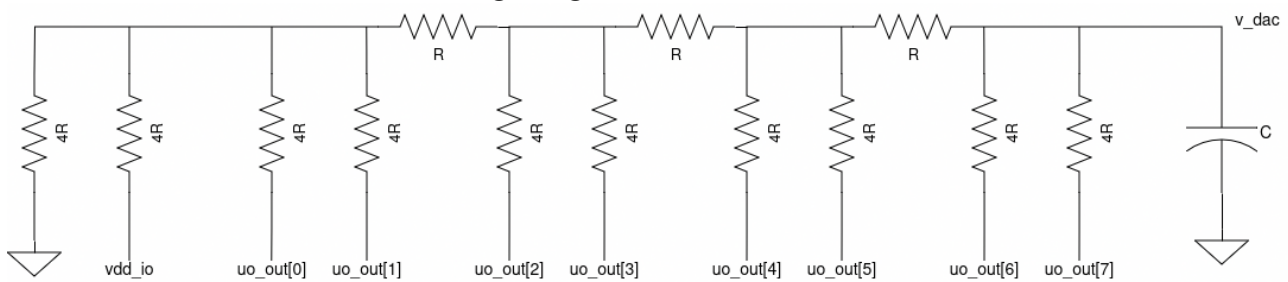 v_dac
R R R
4R 4R 4R 4R 4R 4R 4R 4R 4R 4R C
vdd_io uo_out[0] uo_out[1] uo_out[2] uo_out[3] uo_out[4] uo_out[5] uo_out[6] uo_out[7]